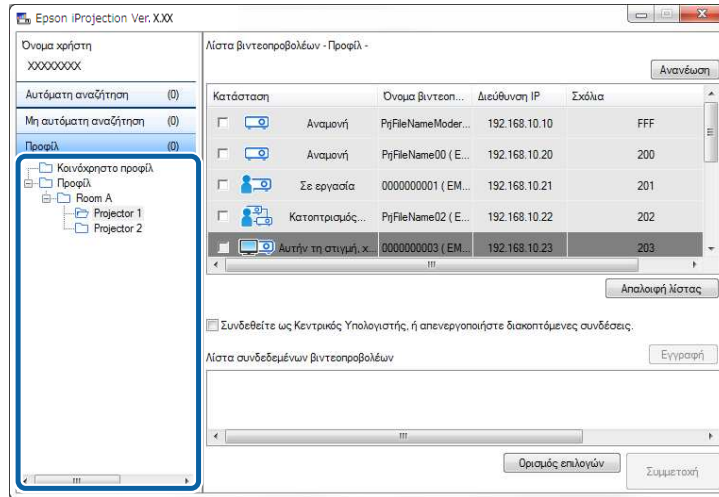 Epson iProjection Ver. X.XX
Όνομα χρήστη
XXXXXXXX
Αυτόματη αναζήτηση (0)
Μη αυτόματη αναζήτηση (0)
Προφίλ (0)
Κοινόχρηστο προφίλ
Προφίλ
Room A
Projector 1
Projector 2
Λίστα βιντεοπροβολέων - Προφίλ -
Ανανέωση
Κατάσταση Όνομα βιντεοπ... Διεύθυνση IP Σχόλια
Αναμονή PrjFileNameModer... 192.168.10.10 FFF
Αναμονή PrjFileName00 ( E... 192.168.10.20 200
Σε εργασία 0000000001 ( EM... 192.168.10.21 201
Κατοπτρισμός... PrjFileName02 ( E... 192.168.10.22 202
Αυτήν τη στιγμή, χ... 0000000003 ( EM... 192.168.10.23 203
Απαλοιφή λίστας
Συνδεθείτε ως Κεντρικός Υπολογιστής, ή απενεργοποιήστε διακοπτόμενες συνδέσεις.
Λίστα συνδεδεμένων βιντεοπροβολέων
Εγγραφή
Ορισμός επιλογών
Συμμετοχή